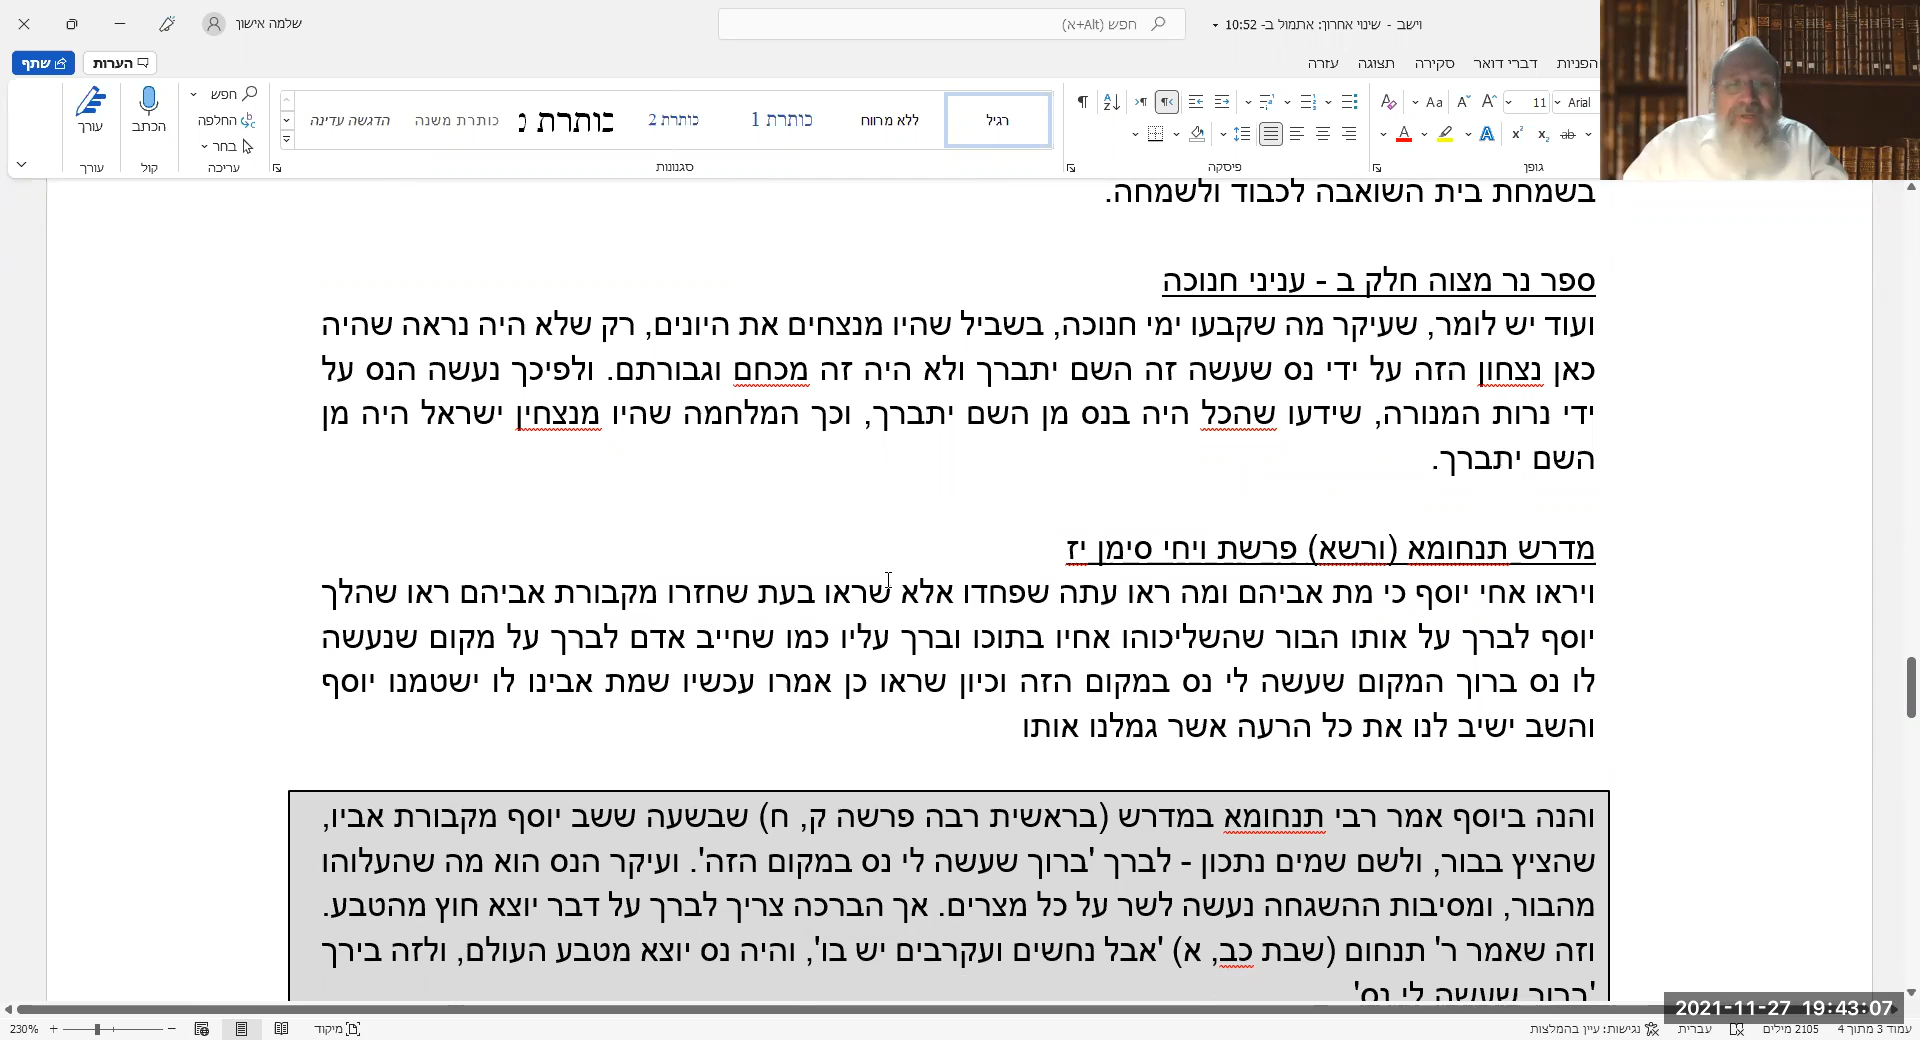 וישב - שינוי אחרון: אתמול ב- 10:52
חפש (Alt+א)
שלמה אישון
הפניות דברי דואר סקירה תצוגה עזרה
הערות
שתף
Arial 11
Aa
רגיל
ללא מרווח
כותרת 1
כותרת 2
כותרת נ
כותרת משנה
הדגשה עדינה
חפש
החלפה
בחר
הכתב
עורך
גופן
פיסקה
סגנונות
עריכה
קול
עורך
בשמחת בית השואבה לכבוד ולשמחה.
ספר נר מצוה חלק ב - עניני חנוכה
ועוד יש לומר, שעיקר מה שקבעו ימי חנוכה, בשביל שהיו מנצחים את היונים, רק שלא היה נראה שהיה
כאן נצחון הזה על ידי נס שעשה זה השם יתברך ולא היה זה מכחם וגבורתם. ולפיכך נעשה הנס על
ידי נרות המנורה, שידעו שהכל היה בנס מן השם יתברך, וכך המלחמה שהיו מנצחין ישראל היה מן
השם יתברך.
מדרש תנחומא (ורשא) פרשת ויחי סימן יז
ויראו אחי יוסף כי מת אביהם ומה ראו עתה שפחדו אלא שראו בעת שחזרו מקבורת אביהם ראו שהלך
יוסף לברך על אותו הבור שהשליכוהו אחיו בתוכו וברך עליו כמו שחייב אדם לברך על מקום שנעשה
לו נס ברוך המקום שעשה לי נס במקום הזה וכיון שראו כן אמרו עכשיו שמת אבינו לו ישטמנו יוסף
והשב ישיב לנו את כל הרעה אשר גמלנו אותו
והנה ביוסף אמר רבי תנחומא במדרש (בראשית רבה פרשה ק, ח) שבשעה ששב יוסף מקבורת אביו,
שהציץ בבור, ולשם שמים נתכון - לברך 'ברוך שעשה לי נס במקום הזה'. ועיקר הנס הוא מה שהעלוהו
מהבור, ומסיבות ההשגחה נעשה לשר על כל מצרים. אך הברכה צריך לברך על דבר יוצא חוץ מהטבע.
וזה שאמר ר' תנחום (שבת כב, א) 'אבל נחשים ועקרבים יש בו', והיה נס יוצא מטבע העולם, ולזה בירך
'ברוך שעשה לי נס'
2021-11-27 19:43:07
עמוד 3 מתוך 4
2105 מילים
עברית
נגישות: עיין בהמלצות
מיקוד
230%